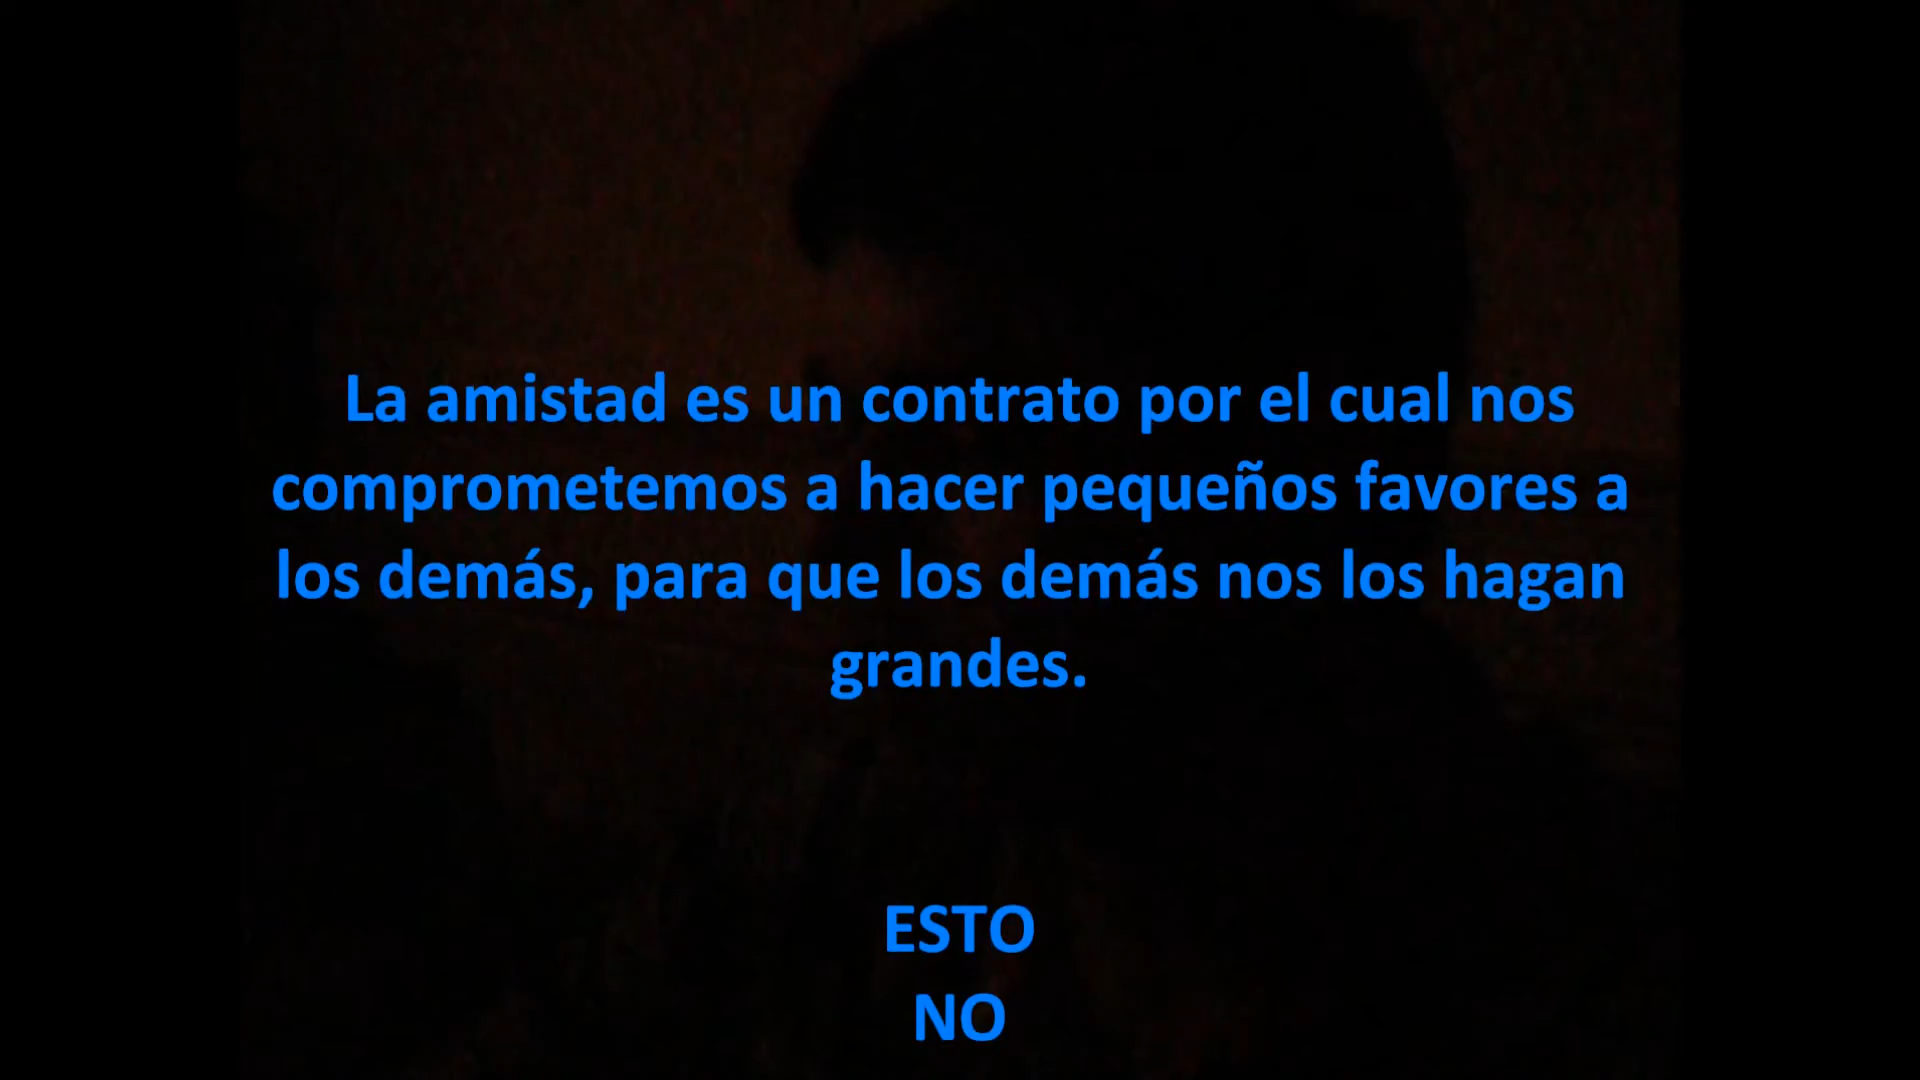 La amistad es un contrato por el cual nos
comprometemos a hacer pequeños favores a
los demás, para que los demás nos los hagan
grandes.
ESTO
NO